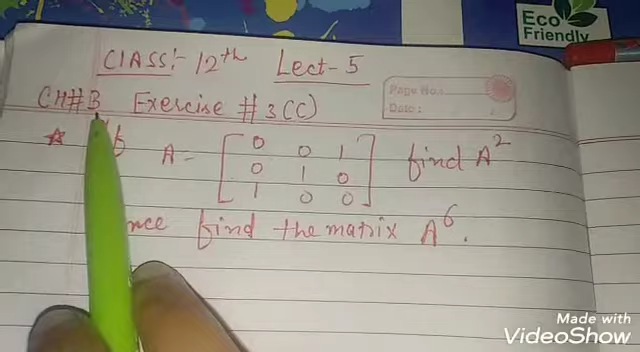 Eco
Friendly
CLASS:- 12th Lect-5
Page No.:
Date:
CH#3 Exercise # 3(C)
A = [0 0 1
0 1 0
1 0 0] find A²
find the matrix A⁶.
Made with
VideoShow